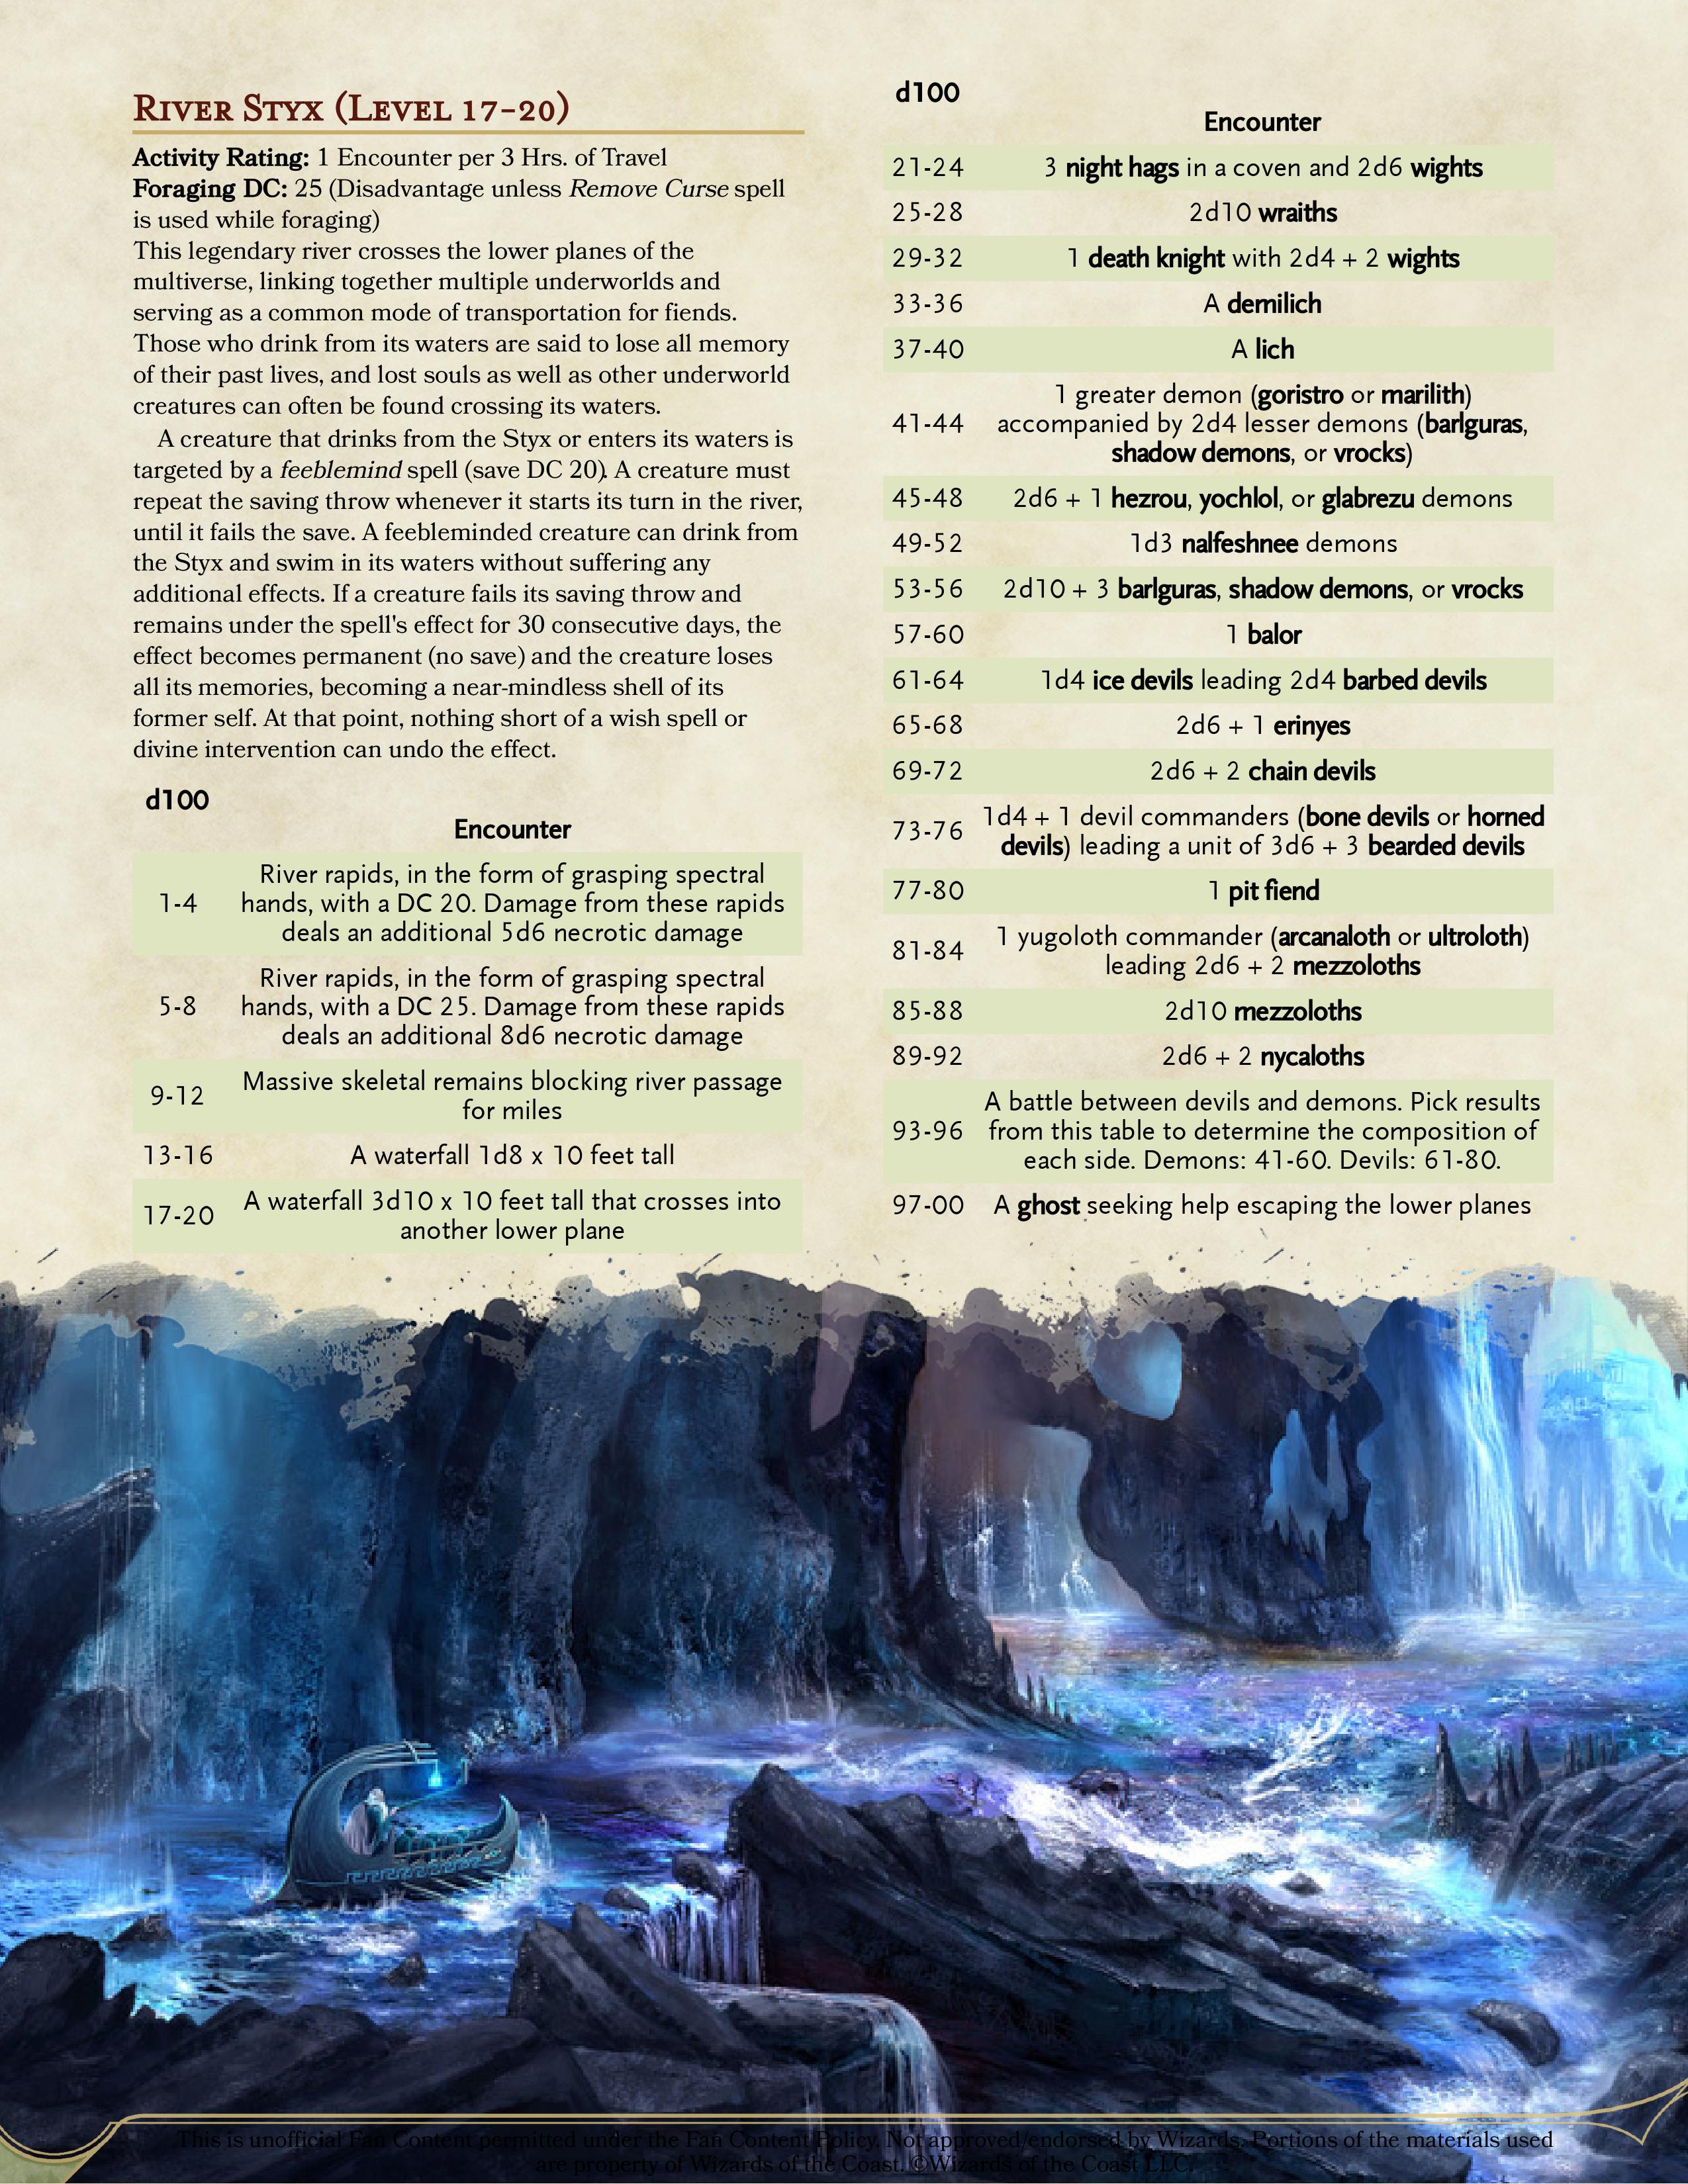 River Styx (Level 17-20)
Activity Rating: 1 Encounter per 3 Hrs. of Travel
Foraging DC: 25 (Disadvantage unless Remove Curse spell
is used while foraging)
This legendary river crosses the lower planes of the
multiverse, linking together multiple underworlds and
serving as a common mode of transportation for fiends.
Those who drink from its waters are said to lose all memory
of their past lives, and lost souls as well as other underworld
creatures can often be found crossing its waters.
A creature that drinks from the Styx or enters its waters is
targeted by a feeblemind spell (save DC 20). A creature must
repeat the saving throw whenever it starts its turn in the river,
until it fails the save. A feebleminded creature can drink from
the Styx and swim in its waters without suffering any
additional effects. If a creature fails its saving throw and
remains under the spell's effect for 30 consecutive days, the
effect becomes permanent (no save) and the creature loses
all its memories, becoming a near-mindless shell of its
former self. At that point, nothing short of a wish spell or
divine intervention can undo the effect.
d100
Encounter
River rapids, in the form of grasping spectral
1-4 hands, with a DC 20. Damage from these rapids
deals an additional 5d6 necrotic damage
River rapids, in the form of grasping spectral
5-8 hands, with a DC 25. Damage from these rapids
deals an additional 8d6 necrotic damage
9-12 Massive skeletal remains blocking river passage
for miles
13-16 A waterfall 1d8 x 10 feet tall
17-20 A waterfall 3d10 x 10 feet tall that crosses into
another lower plane
d100
Encounter
21-24 3 night hags in a coven and 2d6 wights
25-28 2d10 wraiths
29-32 1 death knight with 2d4 + 2 wights
33-36 A demilich
37-40 A lich
1 greater demon (goristro or marilith)
41-44 accompanied by 2d4 lesser demons (barlguras,
shadow demons, or vrocks)
45-48 2d6 + 1 hezrou, yochlol, or glabrezu demons
49-52 1d3 nalfeshnee demons
53-56 2d10 + 3 barlguras, shadow demons, or vrocks
57-60 1 balor
61-64 1d4 ice devils leading 2d4 barbed devils
65-68 2d6 + 1 erinyes
69-72 2d6 + 2 chain devils
73-76 1d4 + 1 devil commanders (bone devils or horned
devils) leading a unit of 3d6 + 3 bearded devils
77-80 1 pit fiend
81-84 1 yugoloth commander (arcanaloth or ultroloth)
leading 2d6 + 2 mezzoloths
85-88 2d10 mezzoloths
89-92 2d6 + 2 nycaloths
A battle between devils and demons. Pick results
93-96 from this table to determine the composition of
each side. Demons: 41-60. Devils: 61-80.
97-00 A ghost seeking help escaping the lower planes
This is unofficial Fan Content permitted under the Fan Content Policy. Not approved/endorsed by Wizards. Portions of the materials used
are property of Wizards of the Coast. ©Wizards of the Coast LLC.